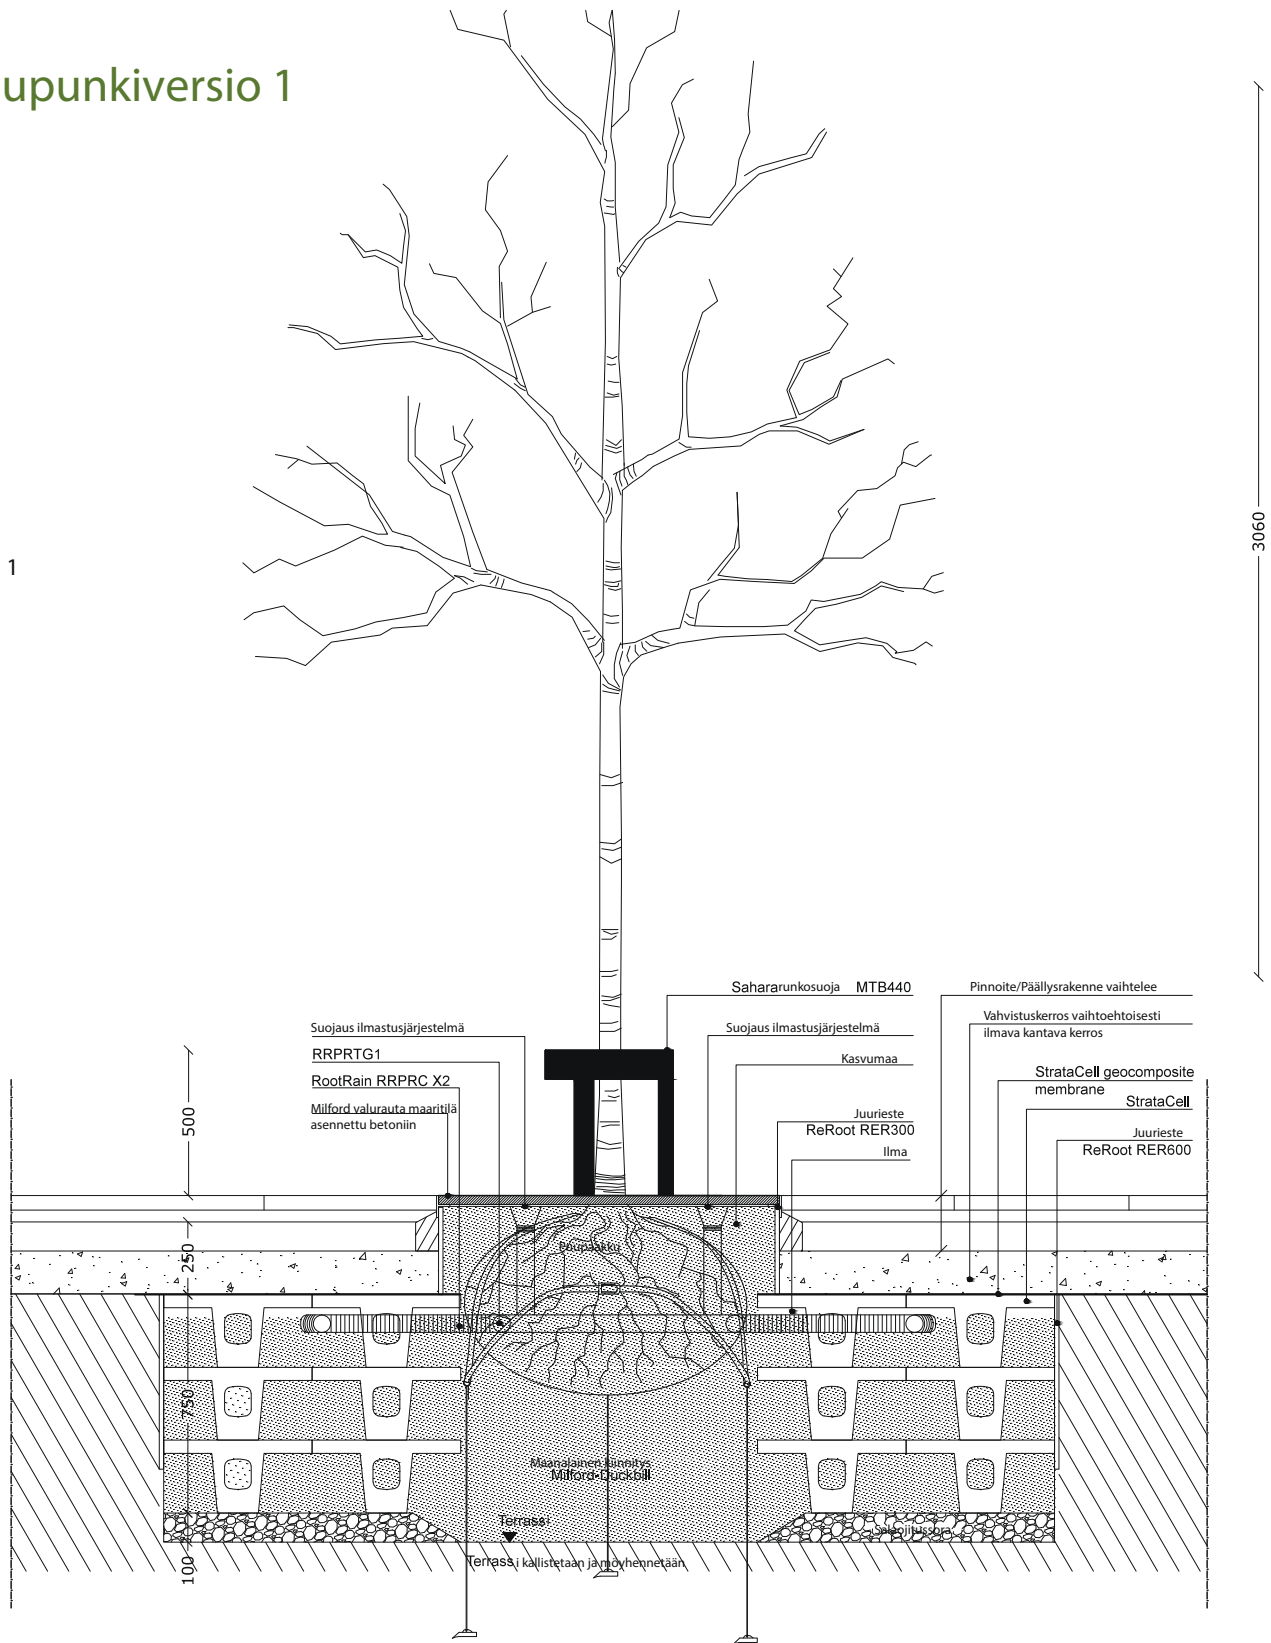 upunkiversio 1
3060
1
Sahararunkosuoja MTB440
Pinnoite/Päällysrakenne vaihtelee
Suojaus ilmastusjärjestelmä
Suojaus ilmastusjärjestelmä
Vahvistuskerros vaihtoehtoisesti
ilmava kantava kerros
RRPRTG1
Kasvumaa
RootRain RRPRC X2
StrataCell geocomposite
membrane
Milford valurauta maaritilä
asennettu betoniin
StrataCell
500
Juurieste
ReRoot RER300
Juurieste
ReRoot RER600
Ilma
250
Puupaakku
750
Maanalainen kiinnitys
Milford-Duckbill
Terrassi
Salaojitussora
100
Terrassi kallistetaan ja möyhennetään